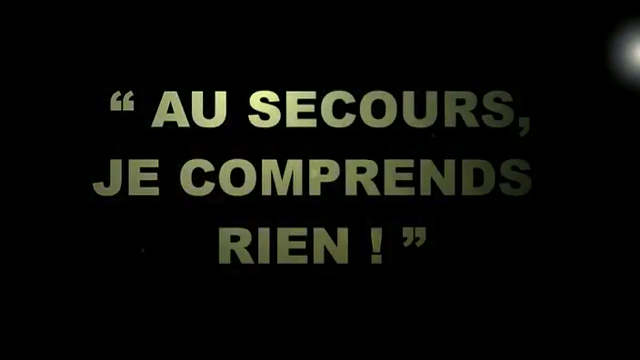 “ AU SECOURS,
JE COMPRENDS
RIEN ! ”